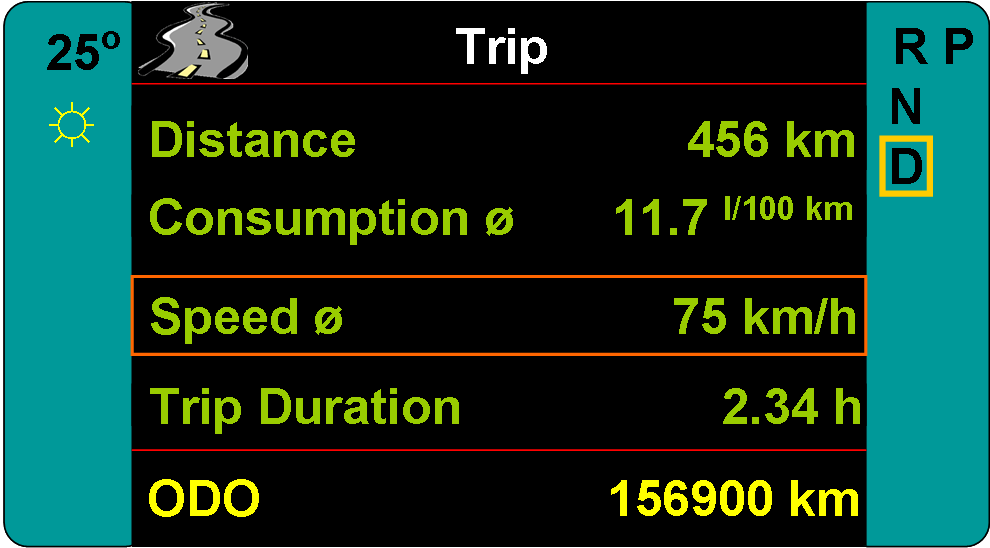 25º
Trip
R P
N
D
Distance 456 km
Consumption ø 11.7 l/100 km
Speed ø 75 km/h
Trip Duration 2.34 h
ODO 156900 km